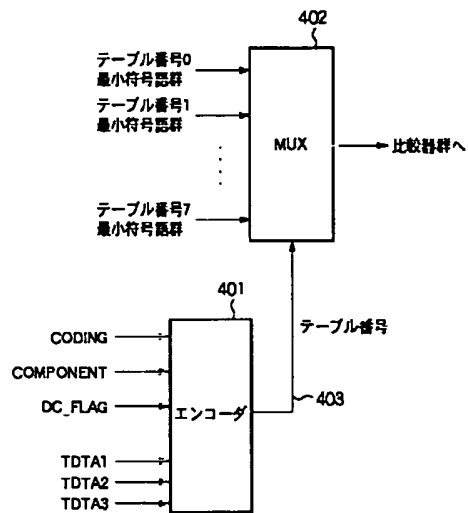 402
テーブル番号0
最小符号語群
テーブル番号1
最小符号語群
MUX
比較器群へ
テーブル番号7
最小符号語群
401
テーブル番号
CODING
COMPONENT
403
DC_FLAG
エンコーダ
TDTA1
TDTA2
TDTA3